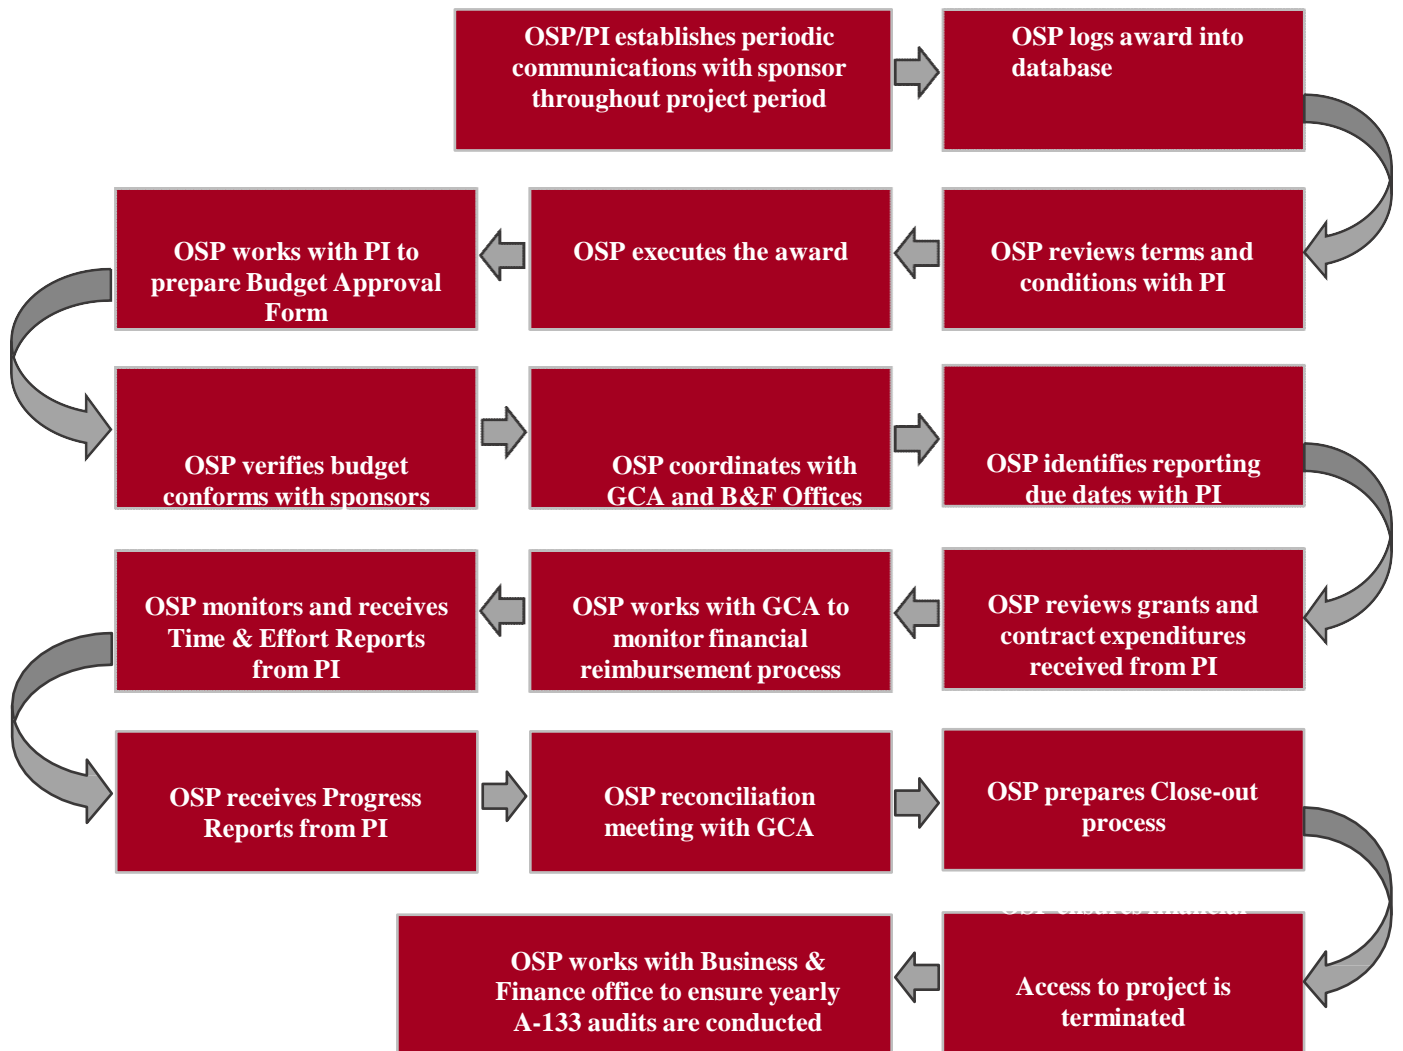 OSP/PI establishes periodic
communications with sponsor
throughout project period
OSP logs award into
database
OSP reviews terms and
conditions with PI
OSP executes the award
OSP works with PI to
prepare Budget Approval
Form
OSP verifies budget
conforms with sponsors
OSP coordinates with
GCA and B&F Offices
OSP identifies reporting
due dates with PI
OSP reviews grants and
contract expenditures
received from PI
OSP works with GCA to
monitor financial
reimbursement process
OSP monitors and receives
Time & Effort Reports
from PI
OSP receives Progress
Reports from PI
OSP reconciliation
meeting with GCA
OSP prepares Close-out
process
OSP ensures financial
Access to project is
terminated
OSP works with Business &
Finance office to ensure yearly
A-133 audits are conducted